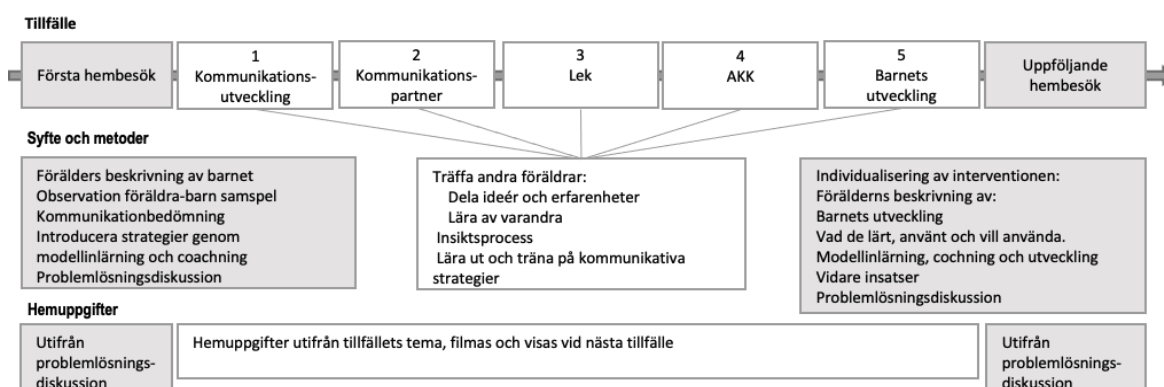 Tillfälle
Första hembesök
1
Kommunikations-
utveckling
2
Kommunikations-
partner
3
Lek
4
AKK
5
Barnets
utveckling
Uppföljande
hembesök
Syfte och metoder
Förälders beskrivning av barnet
Observation föräldra-barn samspel
Kommunikationbedömning
Introducera strategier genom
modellinlärning och coachning
Problemlösningsdiskussion
Träffa andra föräldrar:
Dela ideér och erfarenheter
Lära av varandra
Insiktsprocess
Lära ut och träna på kommunikativa
strategier
Individualisering av interventionen:
Förälderns beskrivning av:
Barnets utveckling
Vad de lärt, använt och vill använda.
Modellinlärning, cochning och utveckling
Vidare insatser
Problemlösningsdiskussion
Hemuppgifter
Utifrån
problemlösnings-
diskussion
Hemuppgifter utifrån tillfällets tema, filmas och visas vid nästa tillfälle
Utifrån
problemlösnings-
diskussion